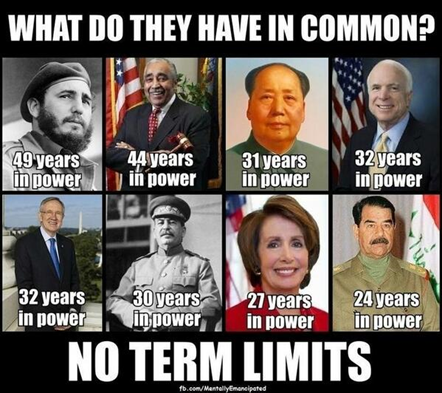 WHAT DO THEY HAVE IN COMMON?
49 years
in power
44 years
in power
31 years
in power
32 years
in power
32 years
in power
30 years
in power
27 years
in power
24 years
in power
NO TERM LIMITS
fb.com/MentallyEmancipated